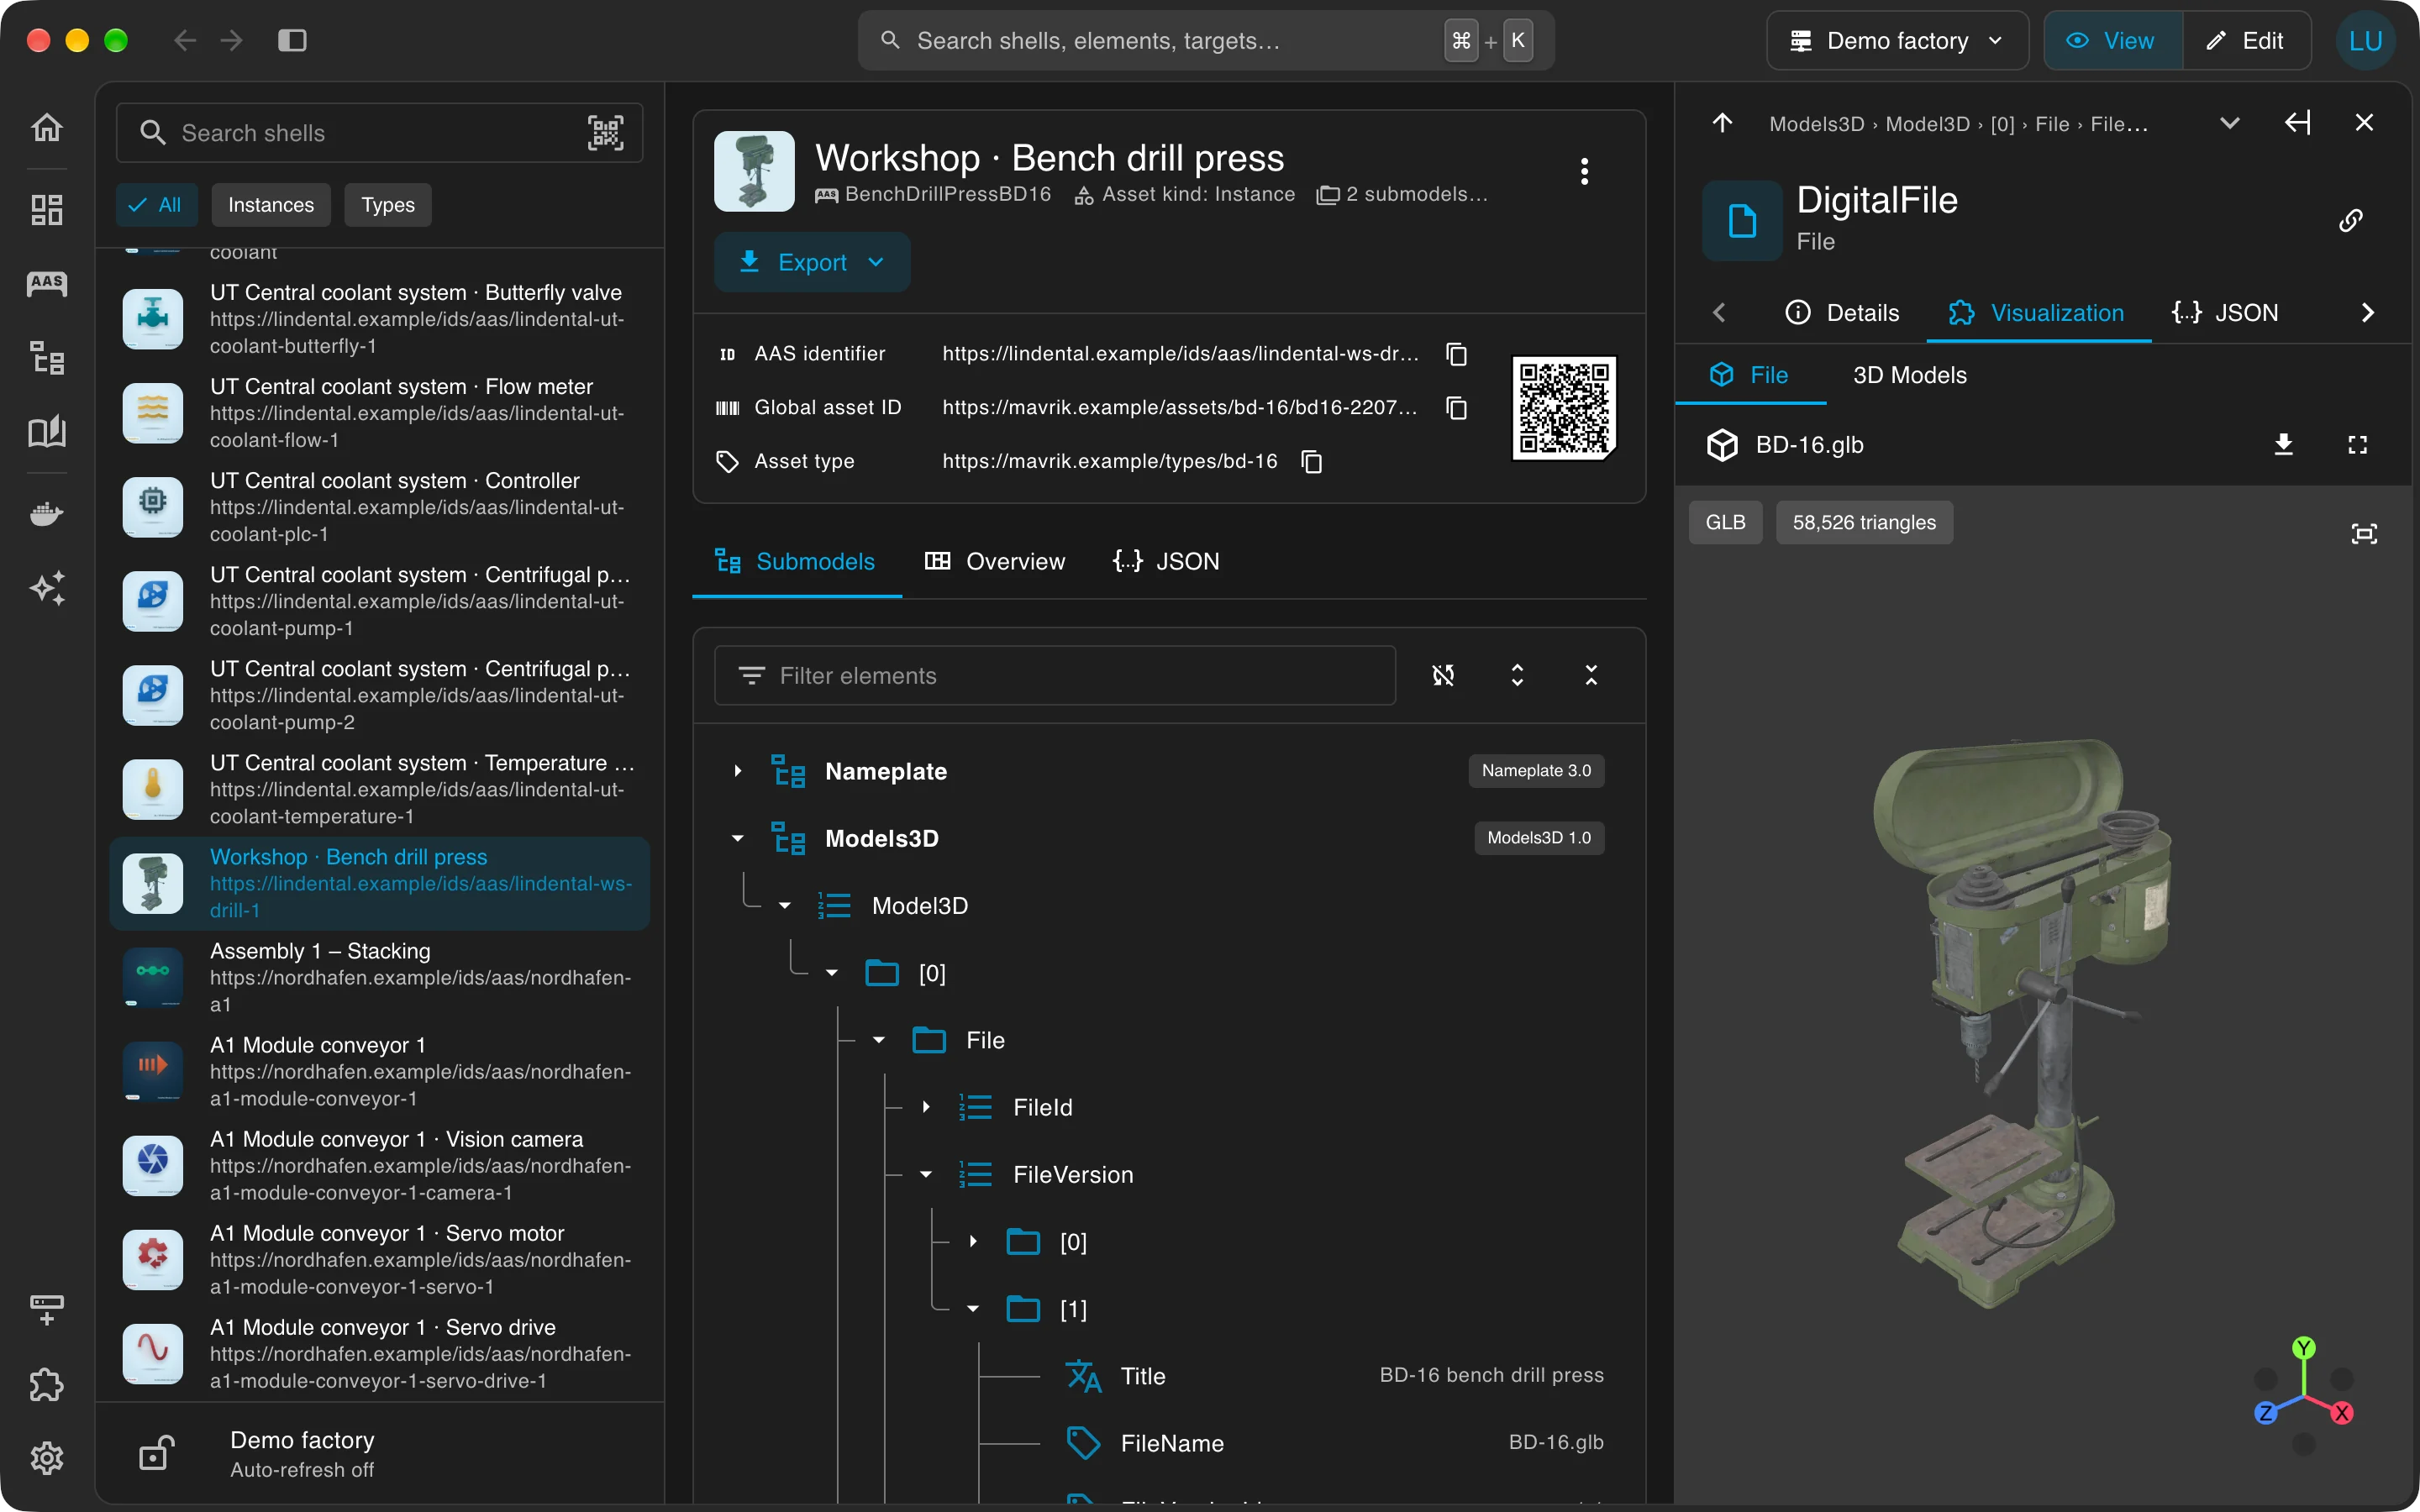 Search shells, elements, targets…
⌘ + K
Demo factory
View
Edit
LU
AAS
Search shells
All
Instances
Types
coolant
UT Central coolant system · Butterfly valve
https://lindental.example/ids/aas/lindental-ut-
coolant-butterfly-1
UT Central coolant system · Flow meter
https://lindental.example/ids/aas/lindental-ut-
coolant-flow-1
UT Central coolant system · Controller
https://lindental.example/ids/aas/lindental-ut-
coolant-plc-1
UT Central coolant system · Centrifugal p…
https://lindental.example/ids/aas/lindental-ut-
coolant-pump-1
UT Central coolant system · Centrifugal p…
https://lindental.example/ids/aas/lindental-ut-
coolant-pump-2
UT Central coolant system · Temperature …
https://lindental.example/ids/aas/lindental-ut-
coolant-temperature-1
Workshop · Bench drill press
https://lindental.example/ids/aas/lindental-ws-
drill-1
Assembly 1 – Stacking
https://nordhafen.example/ids/aas/nordhafen-
a1
A1 Module conveyor 1
https://nordhafen.example/ids/aas/nordhafen-
a1-module-conveyor-1
A1 Module conveyor 1 · Vision camera
https://nordhafen.example/ids/aas/nordhafen-
a1-module-conveyor-1-camera-1
A1 Module conveyor 1 · Servo motor
https://nordhafen.example/ids/aas/nordhafen-
a1-module-conveyor-1-servo-1
A1 Module conveyor 1 · Servo drive
https://nordhafen.example/ids/aas/nordhafen-
a1-module-conveyor-1-servo-drive-1
Demo factory
Auto-refresh off
Workshop · Bench drill press
AAS BenchDrillPressBD16
Asset kind: Instance
2 submodels…
Export
ID AAS identifier
https://lindental.example/ids/aas/lindental-ws-dr…
Global asset ID
https://mavrik.example/assets/bd-16/bd16-2207…
Asset type
https://mavrik.example/types/bd-16
Submodels
Overview
{...} JSON
Filter elements
Nameplate
Nameplate 3.0
Models3D
Models3D 1.0
Model3D
[0]
File
FileId
FileVersion
[0]
[1]
Title
BD-16 bench drill press
FileName
BD-16.glb
Models3D › Model3D › [0] › File › File…
DigitalFile
File
Details
Visualization
{...} JSON
File
3D Models
BD-16.glb
GLB
58,526 triangles
Y
Z
X